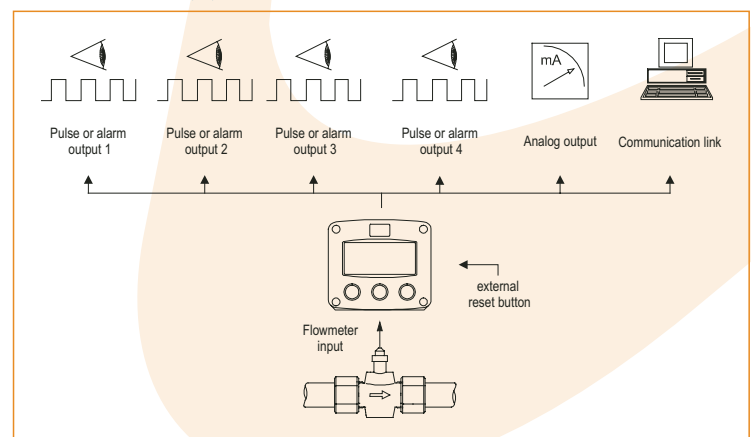 mA
Pulse or alarm
output 1
Pulse or alarm
output 2
Pulse or alarm
output 3
Pulse or alarm
output 4
Analog output
Communication link
external
reset button
Flowmeter
input